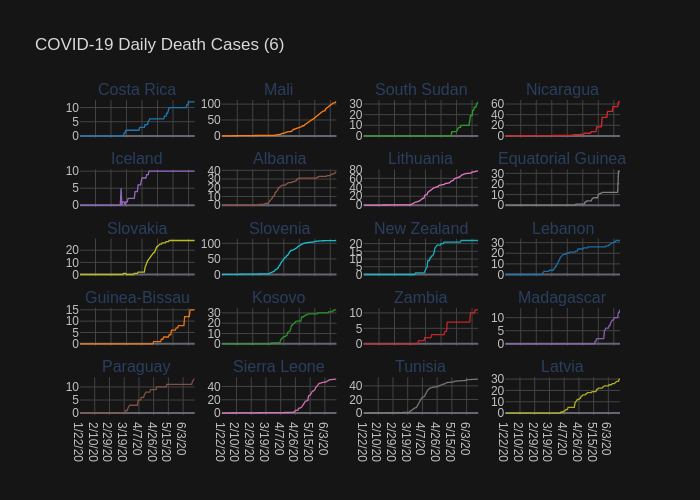 COVID-19 Daily Death Cases (6)
Costa Rica Mali South Sudan Nicaragua
10 5 0 100 50 0 30 20 10 0 60 40 20 0
Iceland Albania Lithuania Equatorial Guinea
10 5 0 40 30 20 10 0 80 60 40 20 0 30 20 10 0
Slovakia Slovenia New Zealand Lebanon
20 10 0 100 50 0 20 15 10 5 0 30 20 10 0
Guinea-Bissau Kosovo Zambia Madagascar
15 10 5 0 30 20 10 0 10 5 0 10 5 0
Paraguay Sierra Leone Tunisia Latvia
10 5 0 40 20 0 40 20 0 30 20 10 0
1/22/20 2/10/20 2/29/20 3/19/20 4/7/20 4/26/20 5/15/20 6/3/20 1/22/20 2/10/20 2/29/20 3/19/20 4/7/20 4/26/20 5/15/20 6/3/20 1/22/20 2/10/20 2/29/20 3/19/20 4/7/20 4/26/20 5/15/20 6/3/20 1/22/20 2/10/20 2/29/20 3/19/20 4/7/20 4/26/20 5/15/20 6/3/20